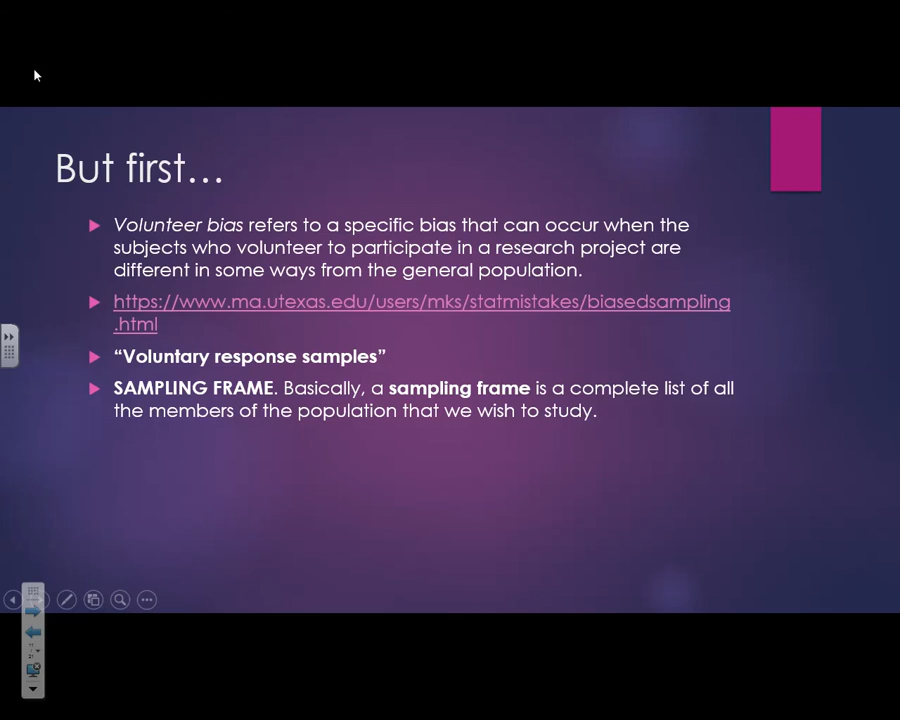 But first...
Volunteer bias refers to a specific bias that can occur when the
subjects who volunteer to participate in a research project are
different in some ways from the general population.
https://www.ma.utexas.edu/users/mks/statmistakes/biasedsampling
.html
“Voluntary response samples”
SAMPLING FRAME. Basically, a sampling frame is a complete list of all
the members of the population that we wish to study.